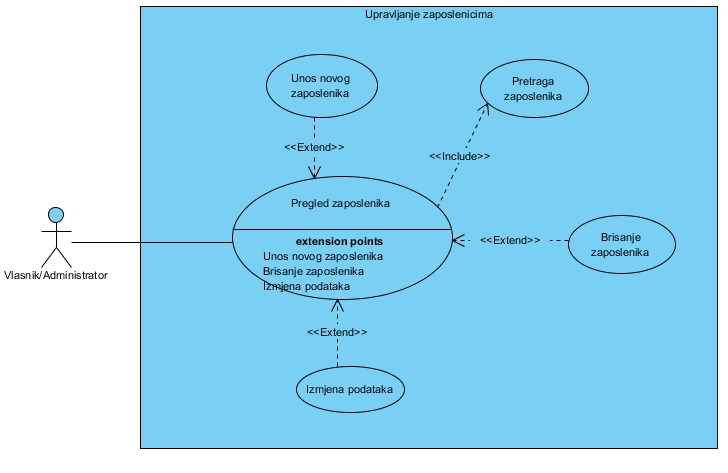 Upravljanje zaposlenicima
Unos novog
zaposlenika
Pretraga
zaposlenika
<<Extend>>
<<Include>>
Pregled zaposlenika
extension points
Unos novog zaposlenika
Brisanje zaposlenika
Izmjena podataka
<<Extend>>
Brisanje
zaposlenika
Vlasnik/Administrator
<<Extend>>
Izmjena podataka